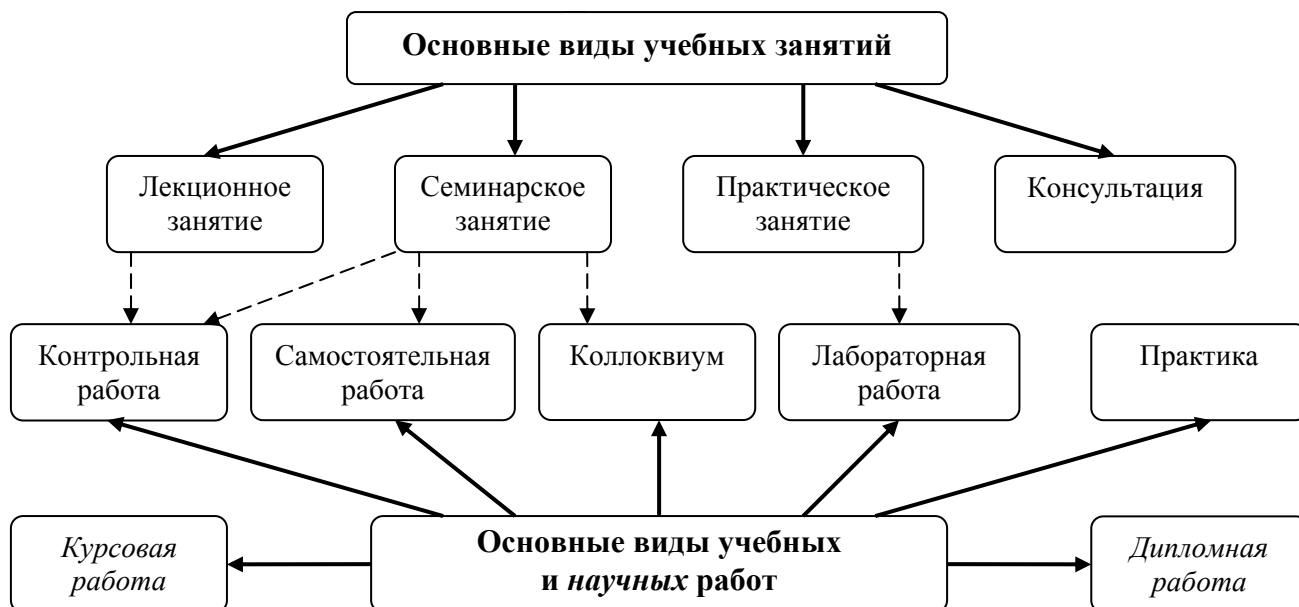 Основные виды учебных занятий
Лекционное
занятие
Семинарское
занятие
Практическое
занятие
Консультация
Контрольная
работа
Самостоятельная
работа
Коллоквиум
Лабораторная
работа
Практика
Курсовая
работа
Основные виды учебных
и научных работ
Дипломная
работа